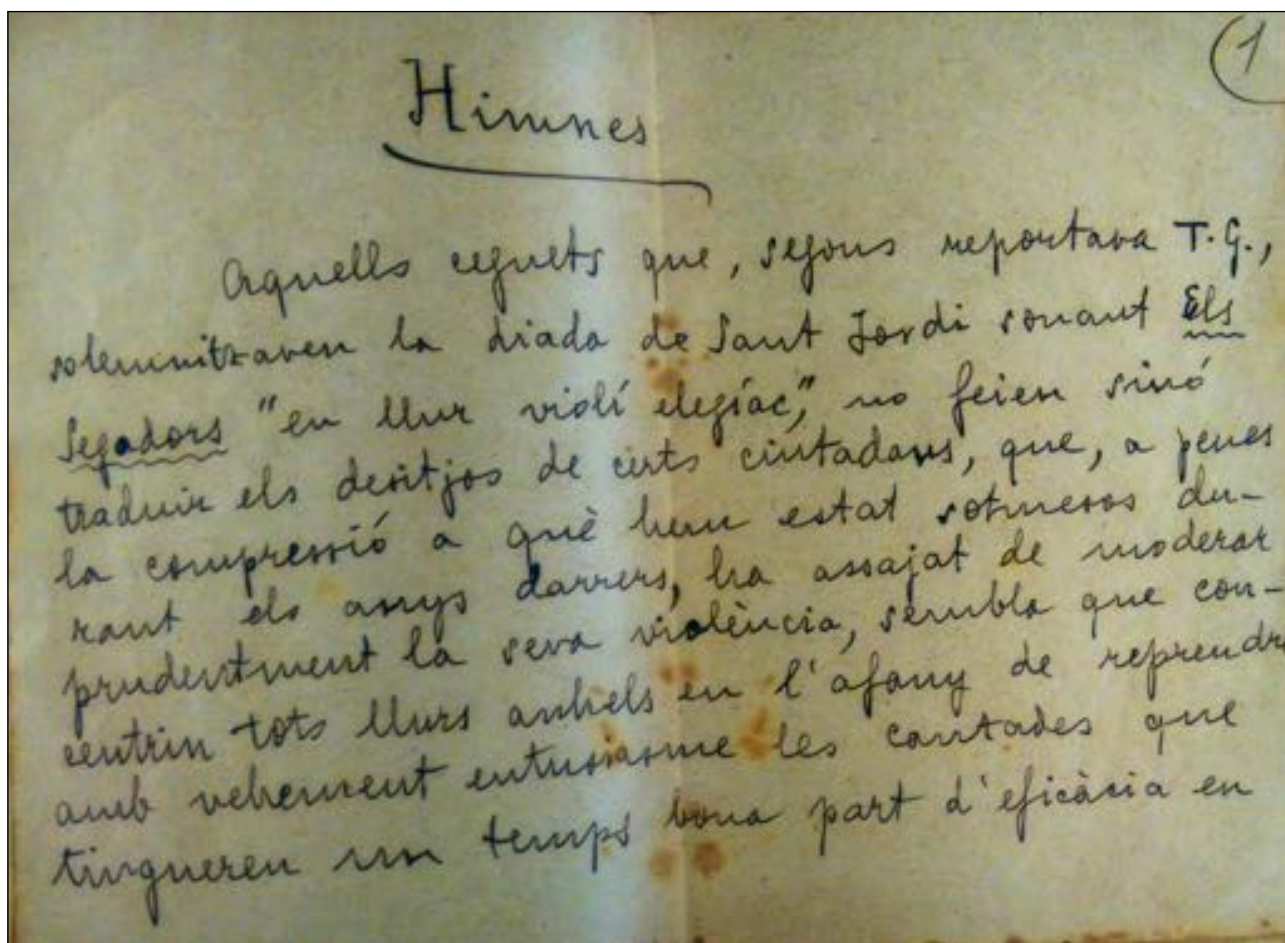 1
Himnes
Aquells ceguets que, segons reportava T.G.,
solemnitzaven la diada de Sant Jordi sonant Els
Segadors "en llur violí elegíac," no feien sinó
traduir els desitjos de certs ciutadans, que, a penes
la compressió a què hem estat sotmesos du-
rant els anys darrers, ha assajat de moderar
prudentment la seva violència, sembla que con-
centrin tots llurs anhels en l'afany de reprendre
amb vehement entusiasme les cantades que
tingueren un temps bona part d'eficàcia en